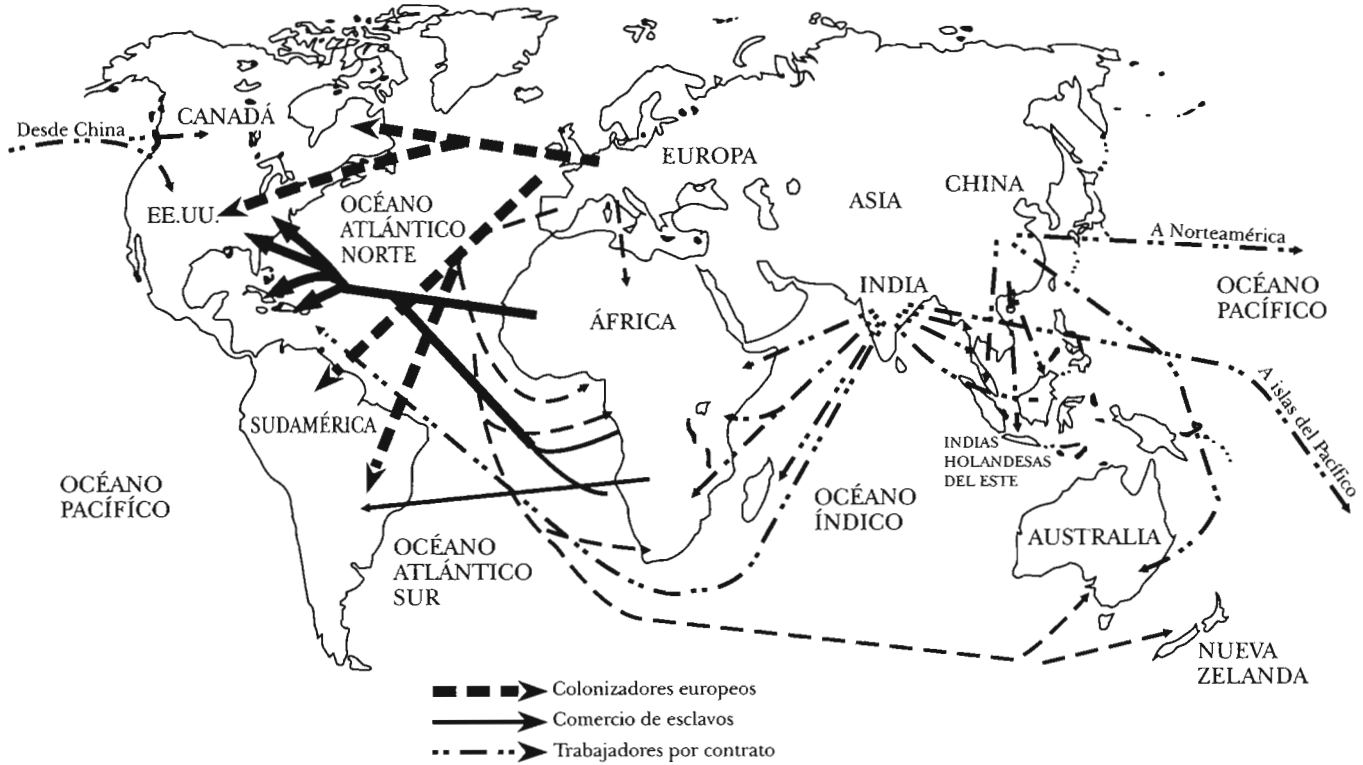 Desde China
CANADÁ
EE.UU.
OCÉANO
ATLÁNTICO
NORTE
EUROPA
ASIA
CHINA
A Norteamérica
OCÉANO
PACÍFICO
INDIA
ÁFRICA
A islas del Pacífico
SUDAMÉRICA
INDIAS
HOLANDESAS
DEL ESTE
OCÉANO
PACÍFÍCO
OCÉANO
ÍNDICO
AUSTRALIA
OCÉANO
ATLÁNTICO
SUR
NUEVA
ZELANDA
Colonizadores europeos
Comercio de esclavos
Trabajadores por contrato